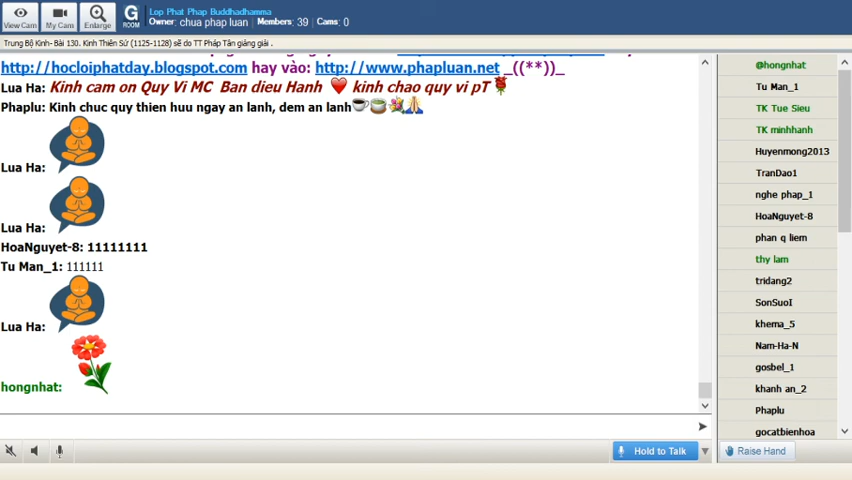 View Cam
My Cam
Enlarge
G
ROOM
Lop Phat Phap Buddhadhamma
Owner: chua phap luan Members: 39 Cams: 0
Trung Bộ Kinh- Bài 130. Kinh Thiên Sứ (1125-1128) sẽ do TT Pháp Tân giảng giải .
http://hocloiphatday.blogspot.com hay vào: http://www.phapluan.net _((**))_
Lua Ha: Kinh cam on Quy Vi MC Ban dieu Hanh kinh chao quy vi pT
Phaplu: Kinh chuc quy thien huu ngay an lanh, dem an lanh
Lua Ha:
Lua Ha:
HoaNguyet-8: 11111111
Tu Man_1: 111111
Lua Ha:
hongnhat:
@hongnhat
Tu Man_1
TK Tue Sieu
TK minhhanh
Huyenmong2013
TranDao1
nghe phap_1
HoaNguyet-8
phan q liem
thy lam
tridang2
SonSuoI
khema_5
Nam-Ha-N
gosbel_1
khanh an_2
Phaplu
gocatbienhoa
Hold to Talk
Raise Hand